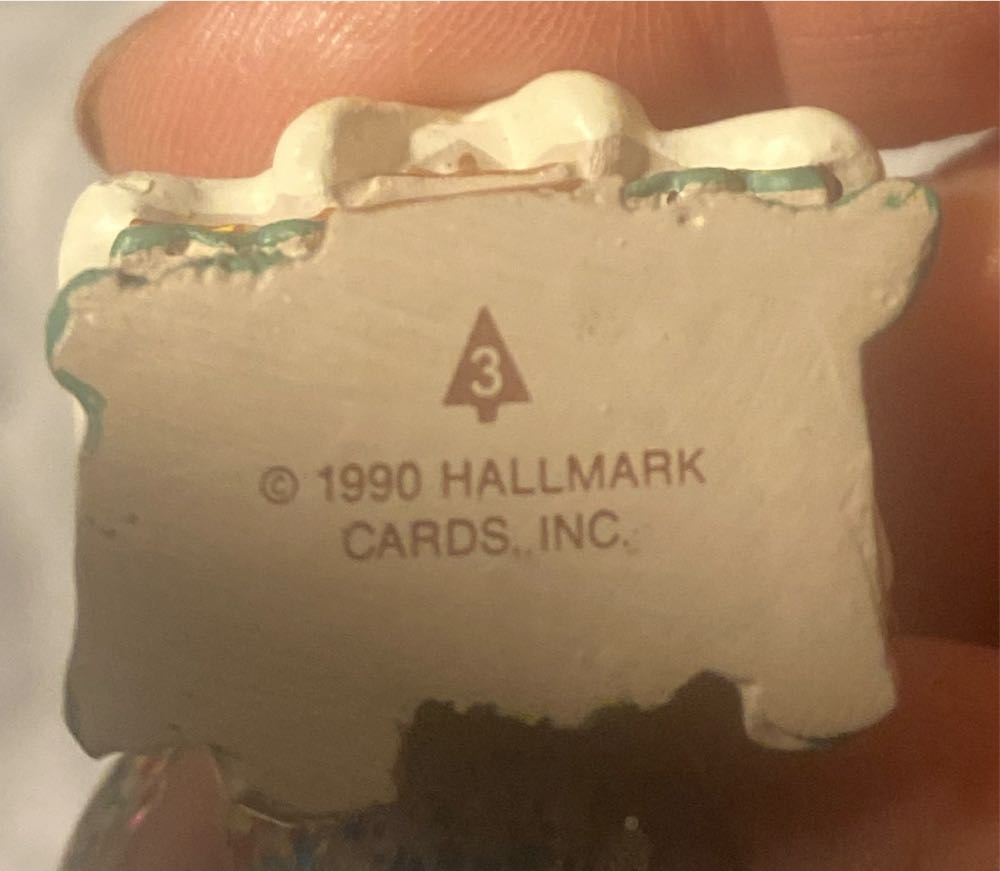 3
© 1990 HALLMARK
CARDS, INC.